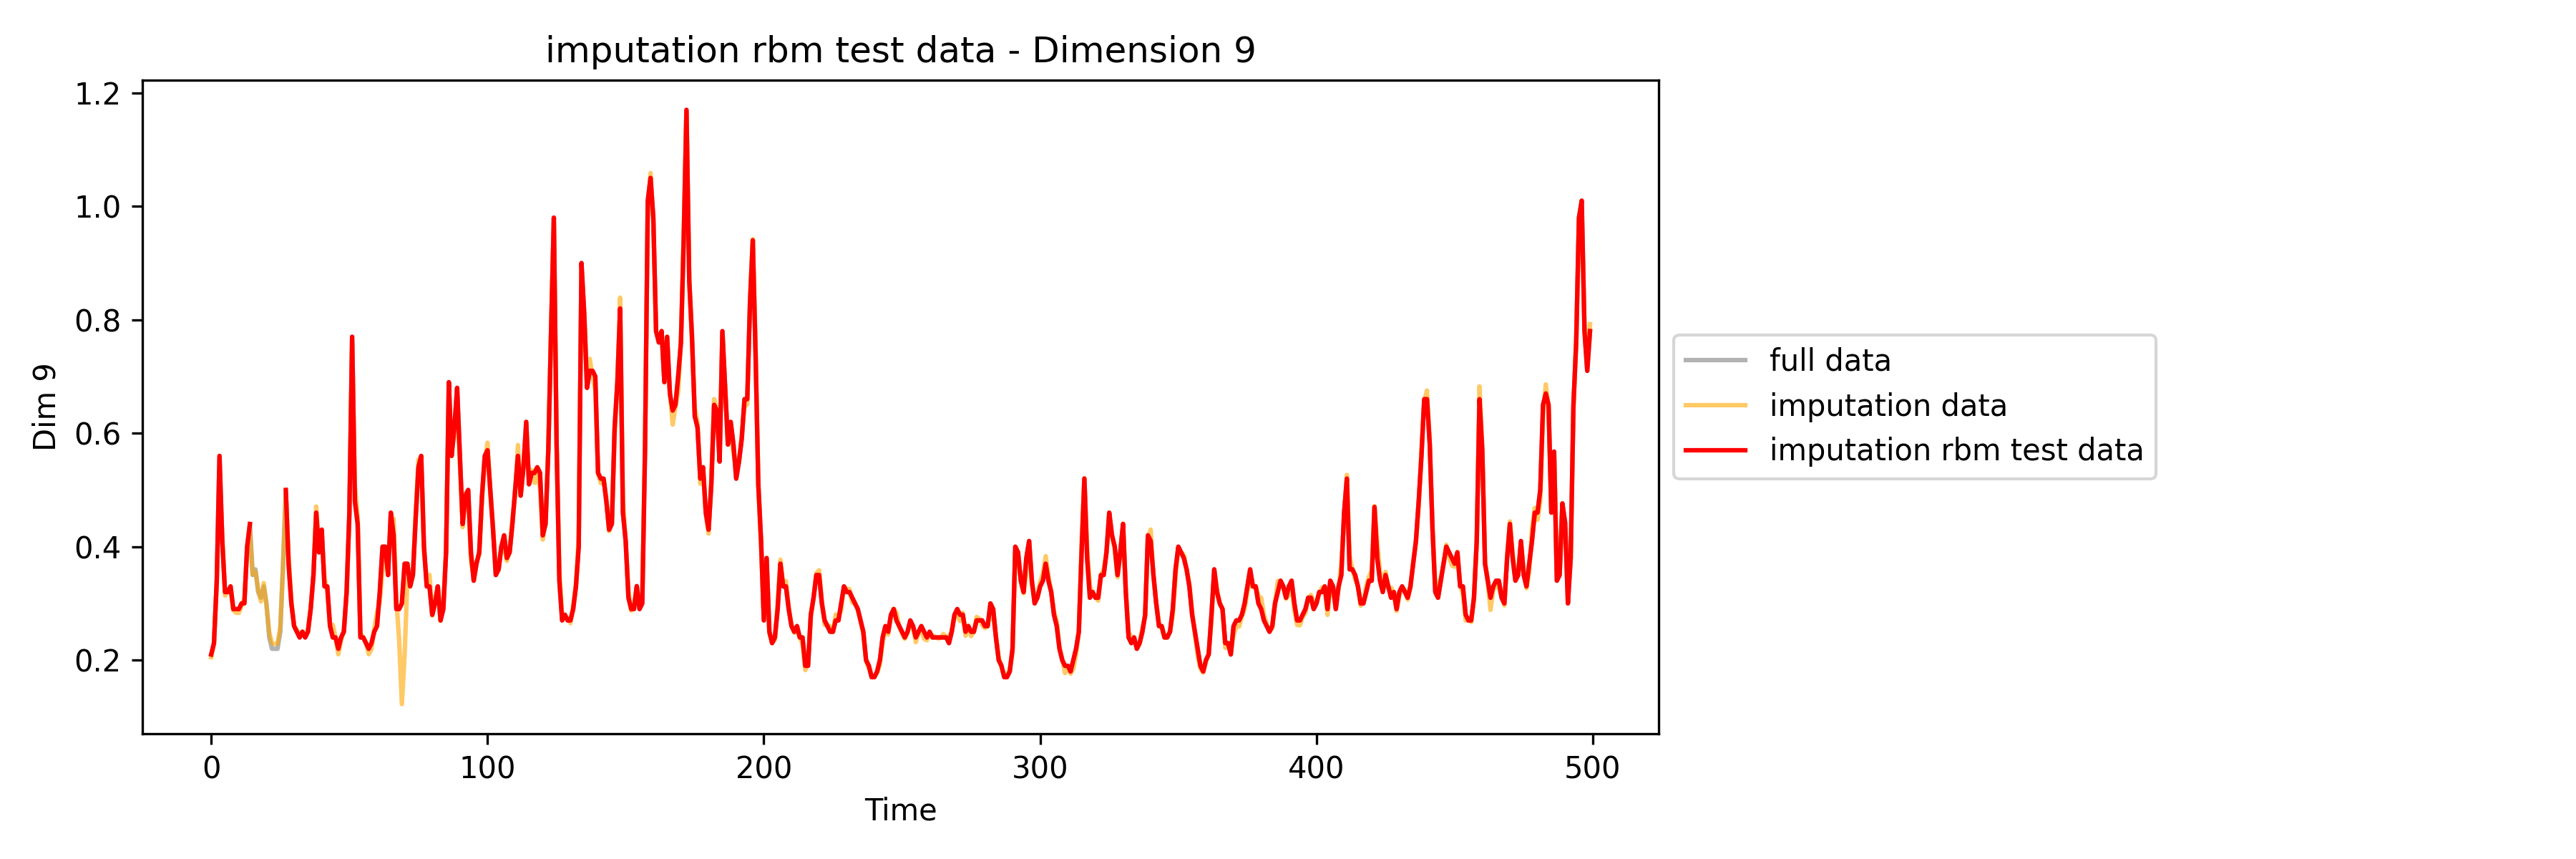 imputation rbm test data - Dimension 9
1.2
1.0
0.8
0.6
0.4
0.2
Dim 9
0 100 200 300 400 500
Time
full data
imputation data
imputation rbm test data